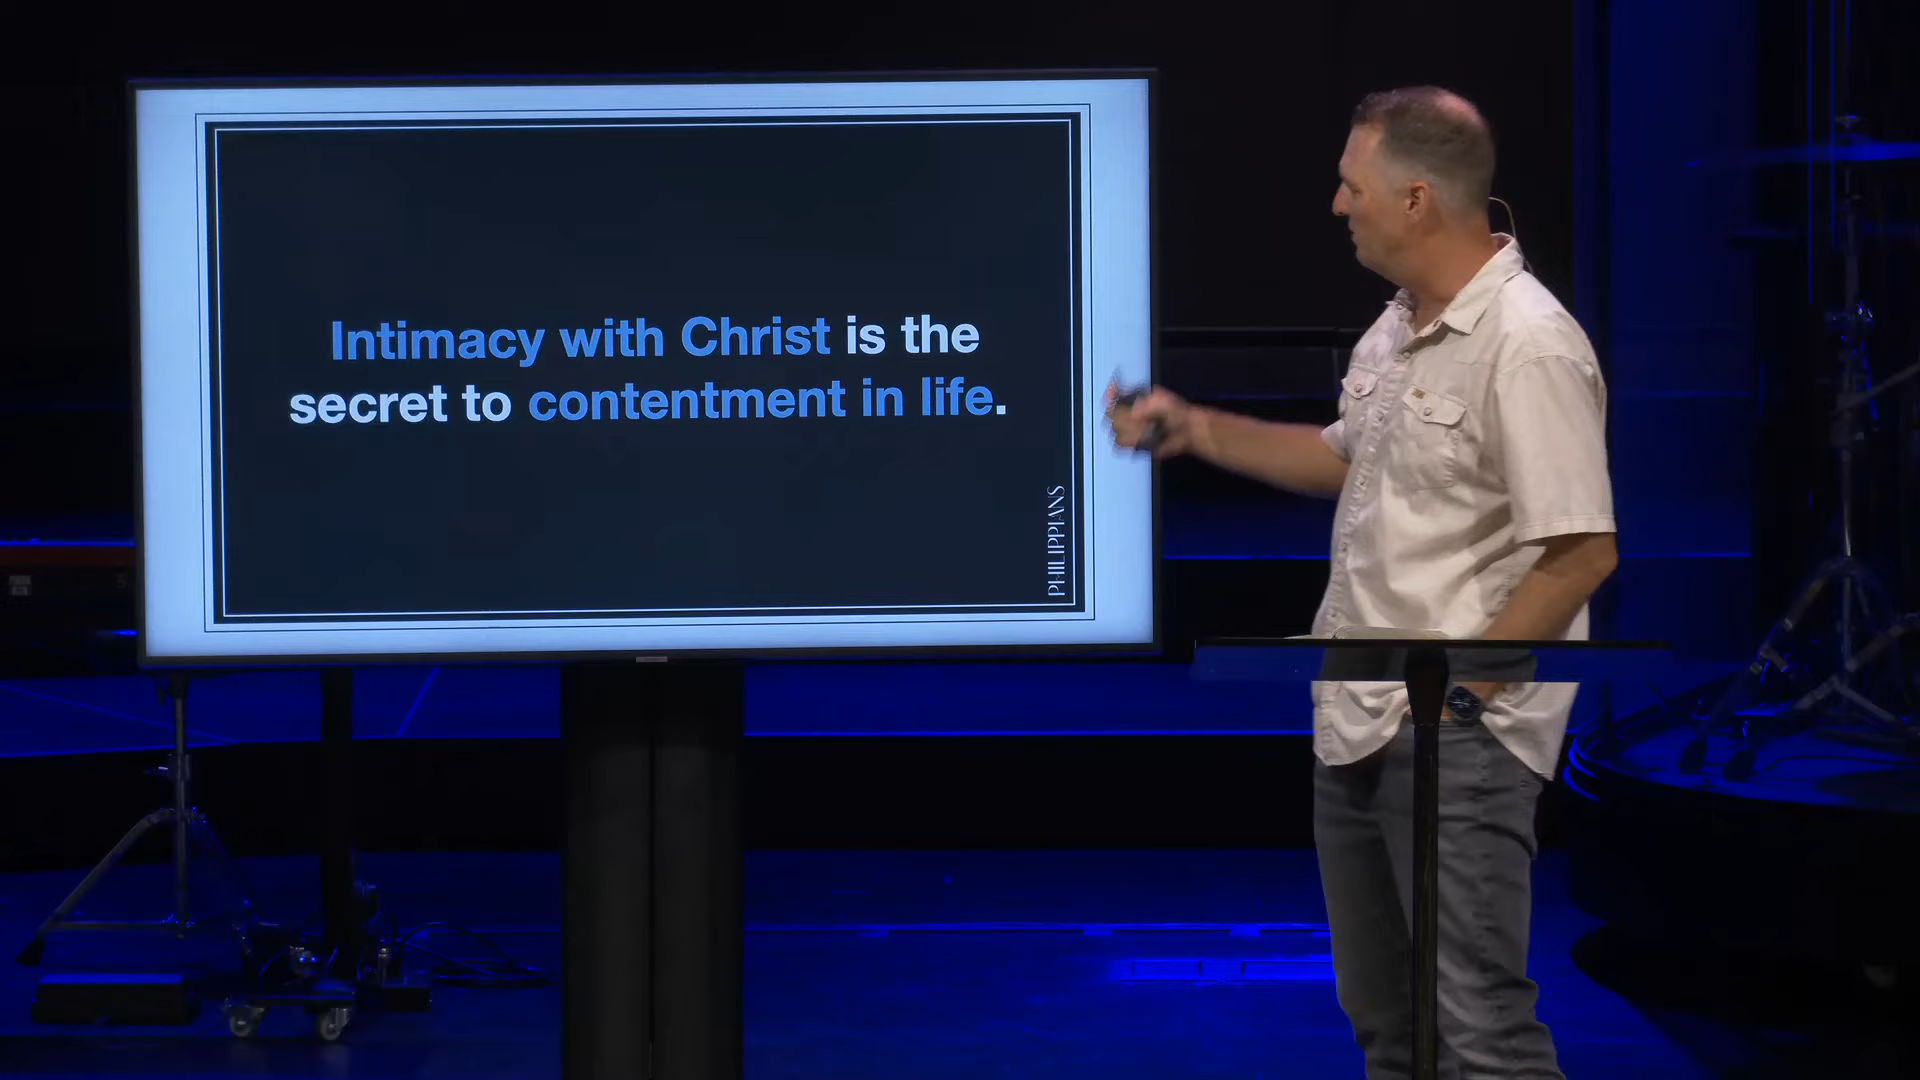 Intimacy with Christ is the
secret to contentment in life.
PHILIPPIANS